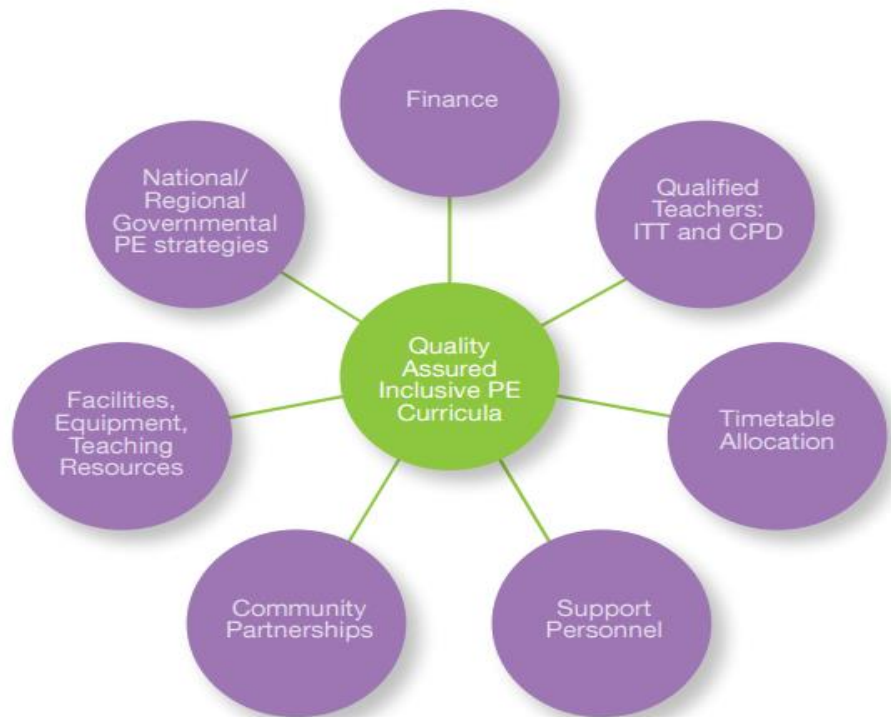 Finance
Qualified
Teachers:
ITT and CPD
Timetable
Allocation
Support
Personnel
Community
Partnerships
Facilities,
Equipment,
Teaching
Resources
National/
Regional
Governmental
PE strategies
Quality
Assured
Inclusive PE
Curricula